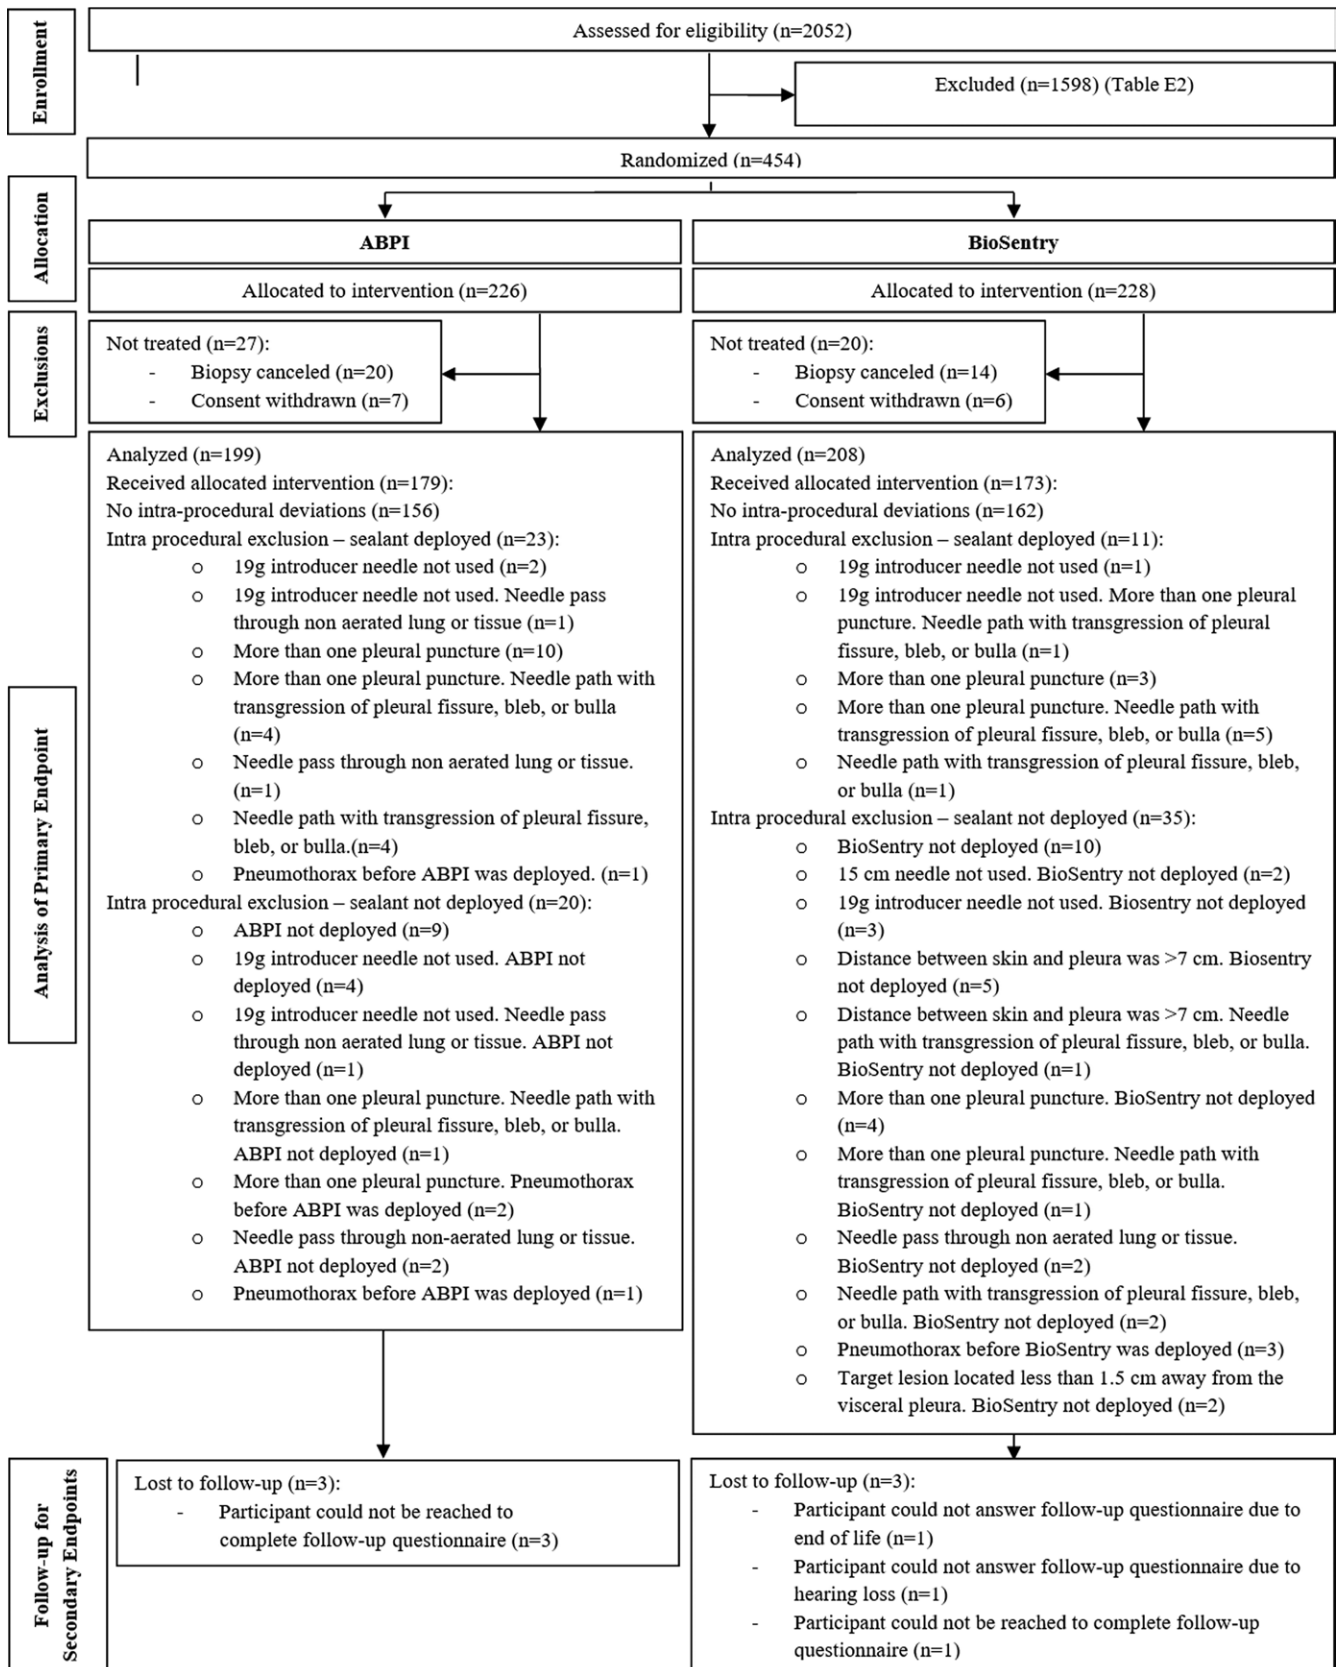 Enrollment
Assessed for eligibility (n=2052)
Excluded (n=1598) (Table E2)
Randomized (n=454)
Allocation
ABPI
Allocated to intervention (n=226)
BioSentry
Allocated to intervention (n=228)
Exclusions
Not treated (n=27):
- Biopsy canceled (n=20)
- Consent withdrawn (n=7)
Not treated (n=20):
- Biopsy canceled (n=14)
- Consent withdrawn (n=6)
Analysis of Primary Endpoint
Analyzed (n=199)
Received allocated intervention (n=179):
No intra-procedural deviations (n=156)
Intra procedural exclusion – sealant deployed (n=23):
o 19g introducer needle not used (n=2)
o 19g introducer needle not used. Needle pass
through non aerated lung or tissue (n=1)
o More than one pleural puncture (n=10)
o More than one pleural puncture. Needle path with
transgression of pleural fissure, bleb, or bulla
(n=4)
o Needle pass through non aerated lung or tissue.
(n=1)
o Needle path with transgression of pleural fissure,
bleb, or bulla.(n=4)
o Pneumothorax before ABPI was deployed. (n=1)
Intra procedural exclusion – sealant not deployed (n=20):
o ABPI not deployed (n=9)
o 19g introducer needle not used. ABPI not
deployed (n=4)
o 19g introducer needle not used. Needle pass
through non aerated lung or tissue. ABPI not
deployed (n=1)
o More than one pleural puncture. Needle path with
transgression of pleural fissure, bleb, or bulla.
ABPI not deployed (n=1)
o More than one pleural puncture. Pneumothorax
before ABPI was deployed (n=2)
o Needle pass through non-aerated lung or tissue.
ABPI not deployed (n=2)
o Pneumothorax before ABPI was deployed (n=1)
Analyzed (n=208)
Received allocated intervention (n=173):
No intra-procedural deviations (n=162)
Intra procedural exclusion – sealant deployed (n=11):
o 19g introducer needle not used (n=1)
o 19g introducer needle not used. More than one pleural
puncture. Needle path with transgression of pleural
fissure, bleb, or bulla (n=1)
o More than one pleural puncture (n=3)
o More than one pleural puncture. Needle path with
transgression of pleural fissure, bleb, or bulla (n=5)
o Needle path with transgression of pleural fissure, bleb,
or bulla (n=1)
Intra procedural exclusion – sealant not deployed (n=35):
o BioSentry not deployed (n=10)
o 15 cm needle not used. BioSentry not deployed (n=2)
o 19g introducer needle not used. Biosentry not deployed
(n=3)
o Distance between skin and pleura was >7 cm. Biosentry
not deployed (n=5)
o Distance between skin and pleura was >7 cm. Needle
path with transgression of pleural fissure, bleb, or bulla.
BioSentry not deployed (n=1)
o More than one pleural puncture. BioSentry not deployed
(n=4)
o More than one pleural puncture. Needle path with
transgression of pleural fissure, bleb, or bulla.
BioSentry not deployed (n=1)
o Needle pass through non aerated lung or tissue.
BioSentry not deployed (n=2)
o Needle path with transgression of pleural fissure, bleb,
or bulla. BioSentry not deployed (n=2)
o Pneumothorax before BioSentry was deployed (n=3)
o Target lesion located less than 1.5 cm away from the
visceral pleura. BioSentry not deployed (n=2)
Follow-up for
Secondary Endpoints
Lost to follow-up (n=3):
- Participant could not be reached to
complete follow-up questionnaire (n=3)
Lost to follow-up (n=3):
- Participant could not answer follow-up questionnaire due to
end of life (n=1)
- Participant could not answer follow-up questionnaire due to
hearing loss (n=1)
- Participant could not be reached to complete follow-up
questionnaire (n=1)